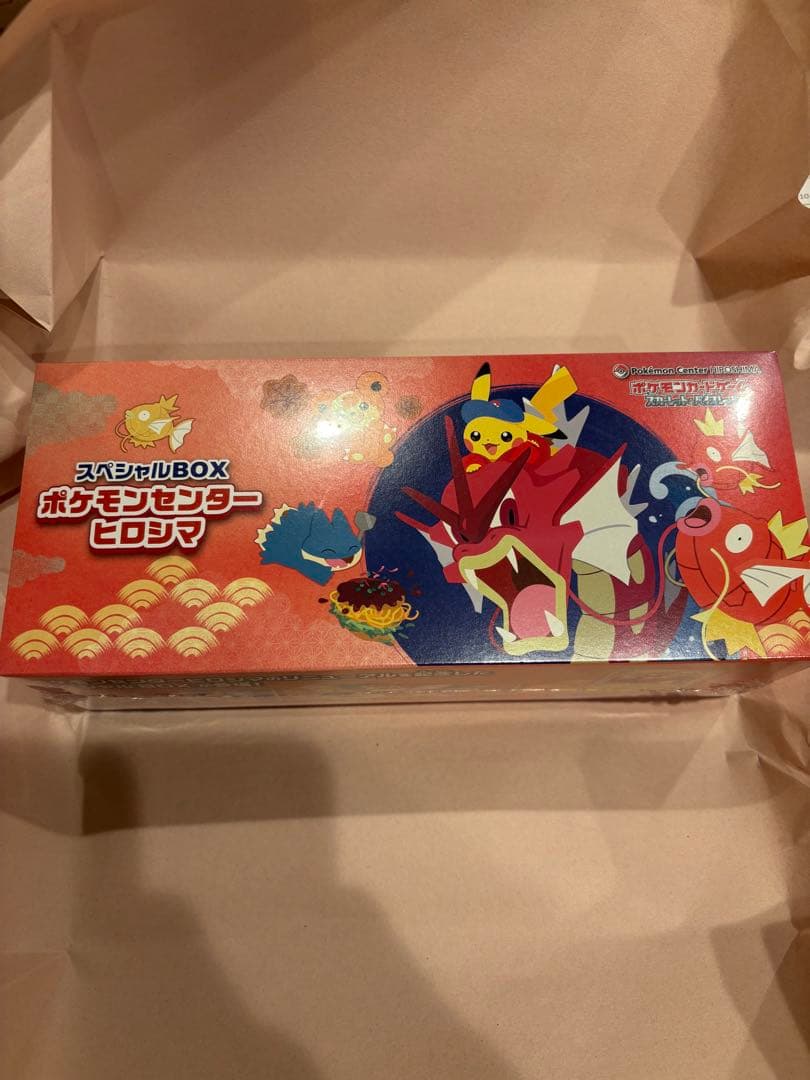 Pokémon Center HIROSHIMA
ポケモンカードゲーム
スカーレット&バイオレット
スペシャルBOX
ポケモンセンター
ヒロシマ